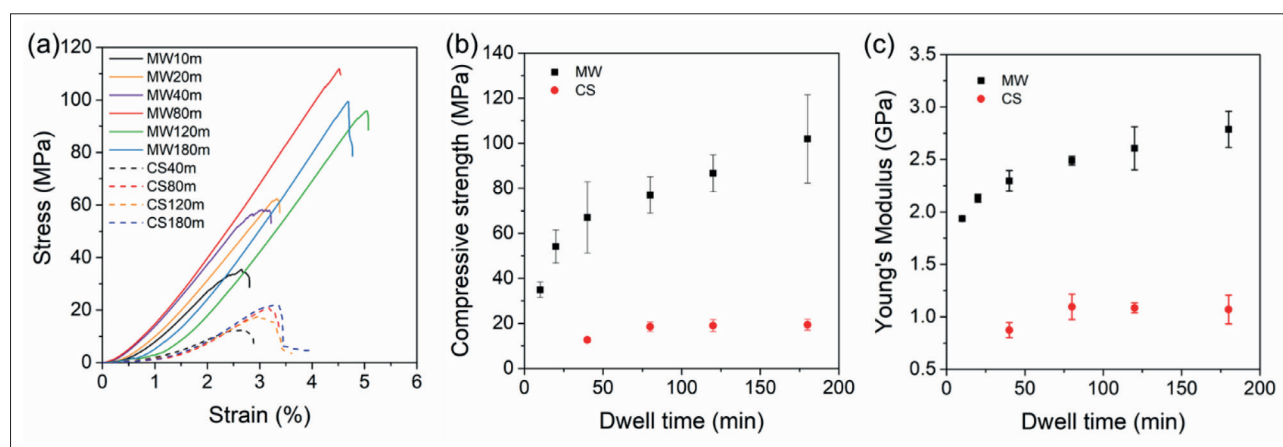 (a)
120
100
80
60
40
20
0
Stress (MPa)
MW10m
MW20m
MW40m
MW80m
MW120m
MW180m
CS40m
CS80m
CS120m
CS180m
0 1 2 3 4 5 6
Strain (%)
(b)
140
120
100
80
60
40
20
0
Compressive strength (MPa)
MW
CS
0 50 100 150 200
Dwell time (min)
(c)
3.5
3.0
2.5
2.0
1.5
1.0
0.5
Young's Modulus (GPa)
MW
CS
0 50 100 150 200
Dwell time (min)